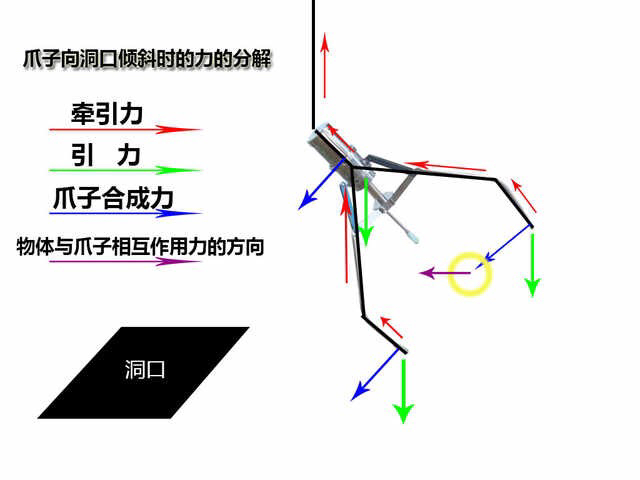 爪子向洞口倾斜时的力的分解
牵引力
引 力
爪子合成力
物体与爪子相互作用力的方向
洞口